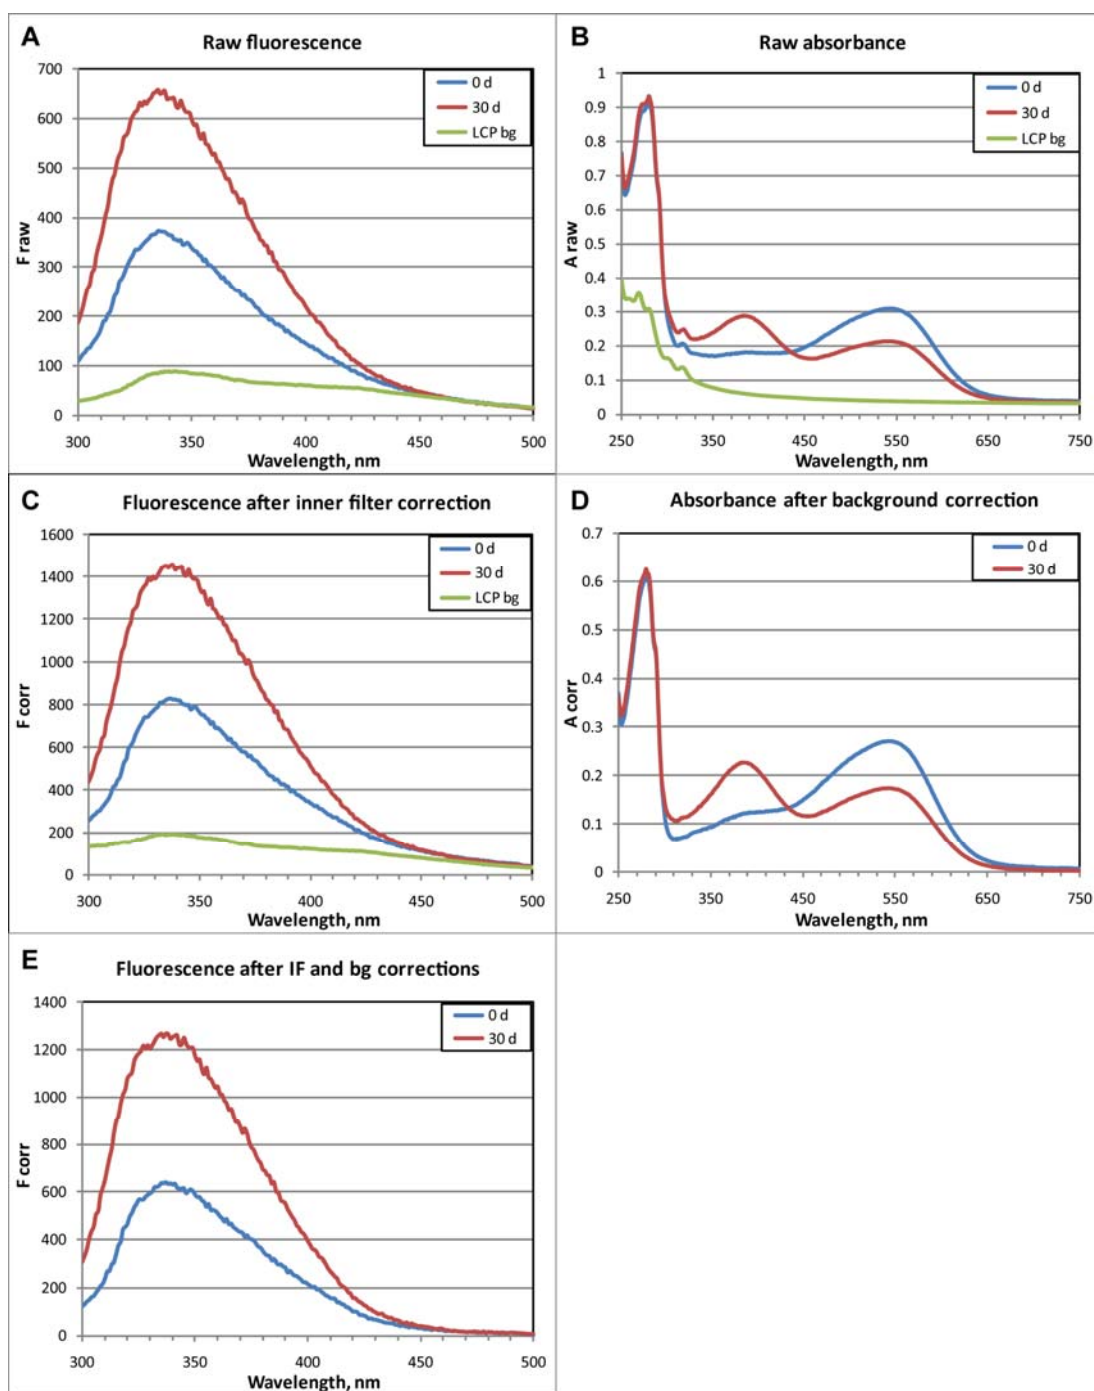 A
Raw fluorescence
700
600
500
400
300
200
100
0
F raw
0 d
30 d
LCP bg
300
350
400
450
500
Wavelength, nm
B
Raw absorbance
1
0.9
0.8
0.7
0.6
0.5
0.4
0.3
0.2
0.1
0
A raw
0 d
30 d
LCP bg
250
350
450
550
650
750
Wavelength, nm
C
Fluorescence after inner filter correction
1600
1400
1200
1000
800
600
400
200
0
F corr
0 d
30 d
LCP bg
300
350
400
450
500
Wavelength, nm
D
Absorbance after background correction
0.7
0.6
0.5
0.4
0.3
0.2
0.1
0
A corr
0 d
30 d
250
350
450
550
650
750
Wavelength, nm
E
Fluorescence after IF and bg corrections
1400
1200
1000
800
600
400
200
0
F corr
0 d
30 d
300
350
400
450
500
Wavelength, nm